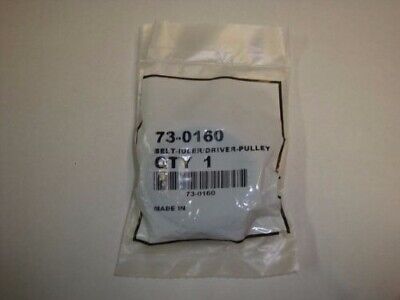 73-0160
BELT-IDLER/DRIVER-PULLEY
QTY 1
73-0160
MADE IN